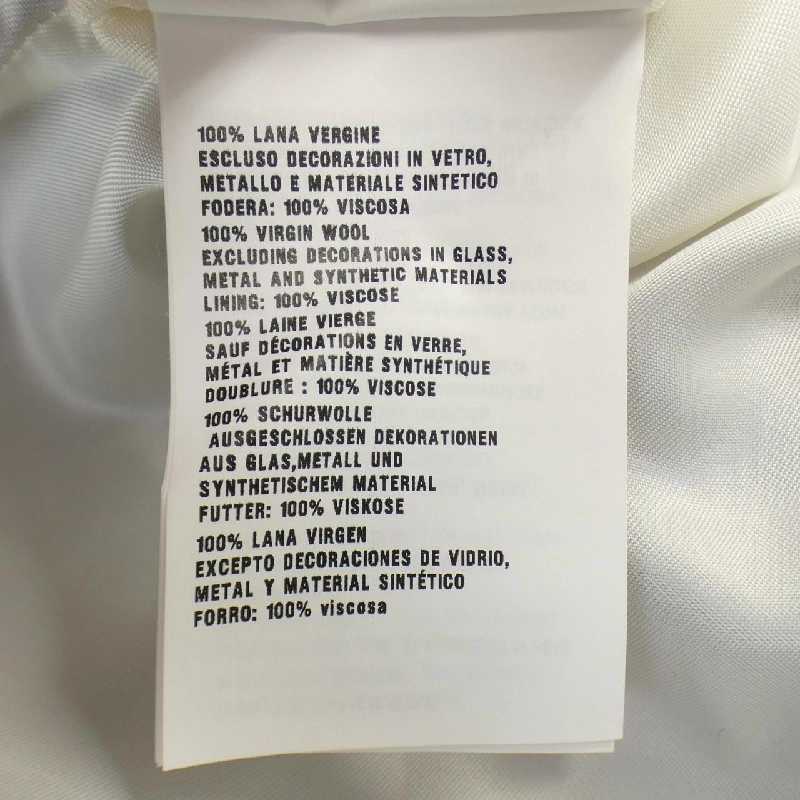 100% LANA VERGINE
ESCLUSO DECORAZIONI IN VETRO,
METALLO E MATERIALE SINTETICO
FODERA: 100% VISCOSA
100% VIRGIN WOOL
EXCLUDING DECORATIONS IN GLASS,
METAL AND SYNTHETIC MATERIALS
LINING: 100% VISCOSE
100% LAINE VIERGE
SAUF DÉCORATIONS EN VERRE,
MÉTAL ET MATIÈRE SYNTHÉTIQUE
DOUBLURE : 100% VISCOSE
100% SCHURWOLLE
AUSGESCHLOSSEN DEKORATIONEN
AUS GLAS,METALL UND
SYNTHETISCHEM MATERIAL
FUTTER: 100% VISKOSE
100% LANA VIRGEN
EXCEPTO DECORACIONES DE VIDRIO,
METAL Y MATERIAL SINTÉTICO
FORRO: 100% viscosa